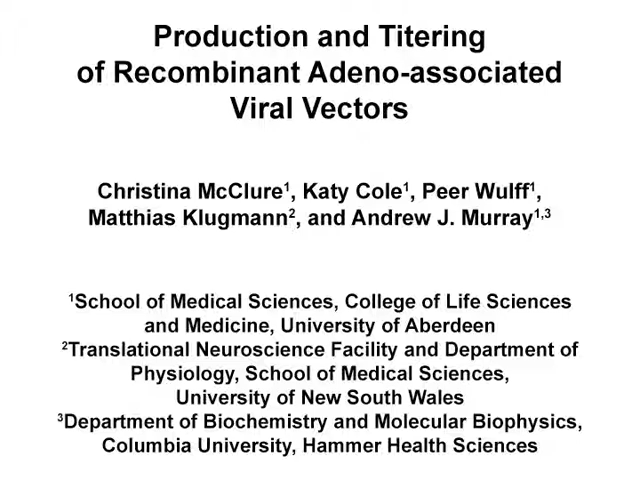 Production and Titering
of Recombinant Adeno-associated
Viral Vectors
Christina McClure¹, Katy Cole¹, Peer Wulff¹,
Matthias Klugmann², and Andrew J. Murray¹,³
¹School of Medical Sciences, College of Life Sciences
and Medicine, University of Aberdeen
²Translational Neuroscience Facility and Department of
Physiology, School of Medical Sciences,
University of New South Wales
³Department of Biochemistry and Molecular Biophysics,
Columbia University, Hammer Health Sciences